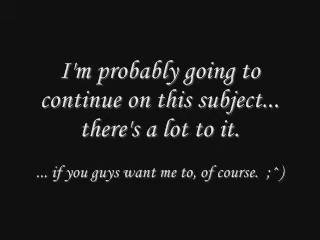 I'm probably going to
continue on this subject...
there's a lot to it.
... if you guys want me to, of course.  ;^)